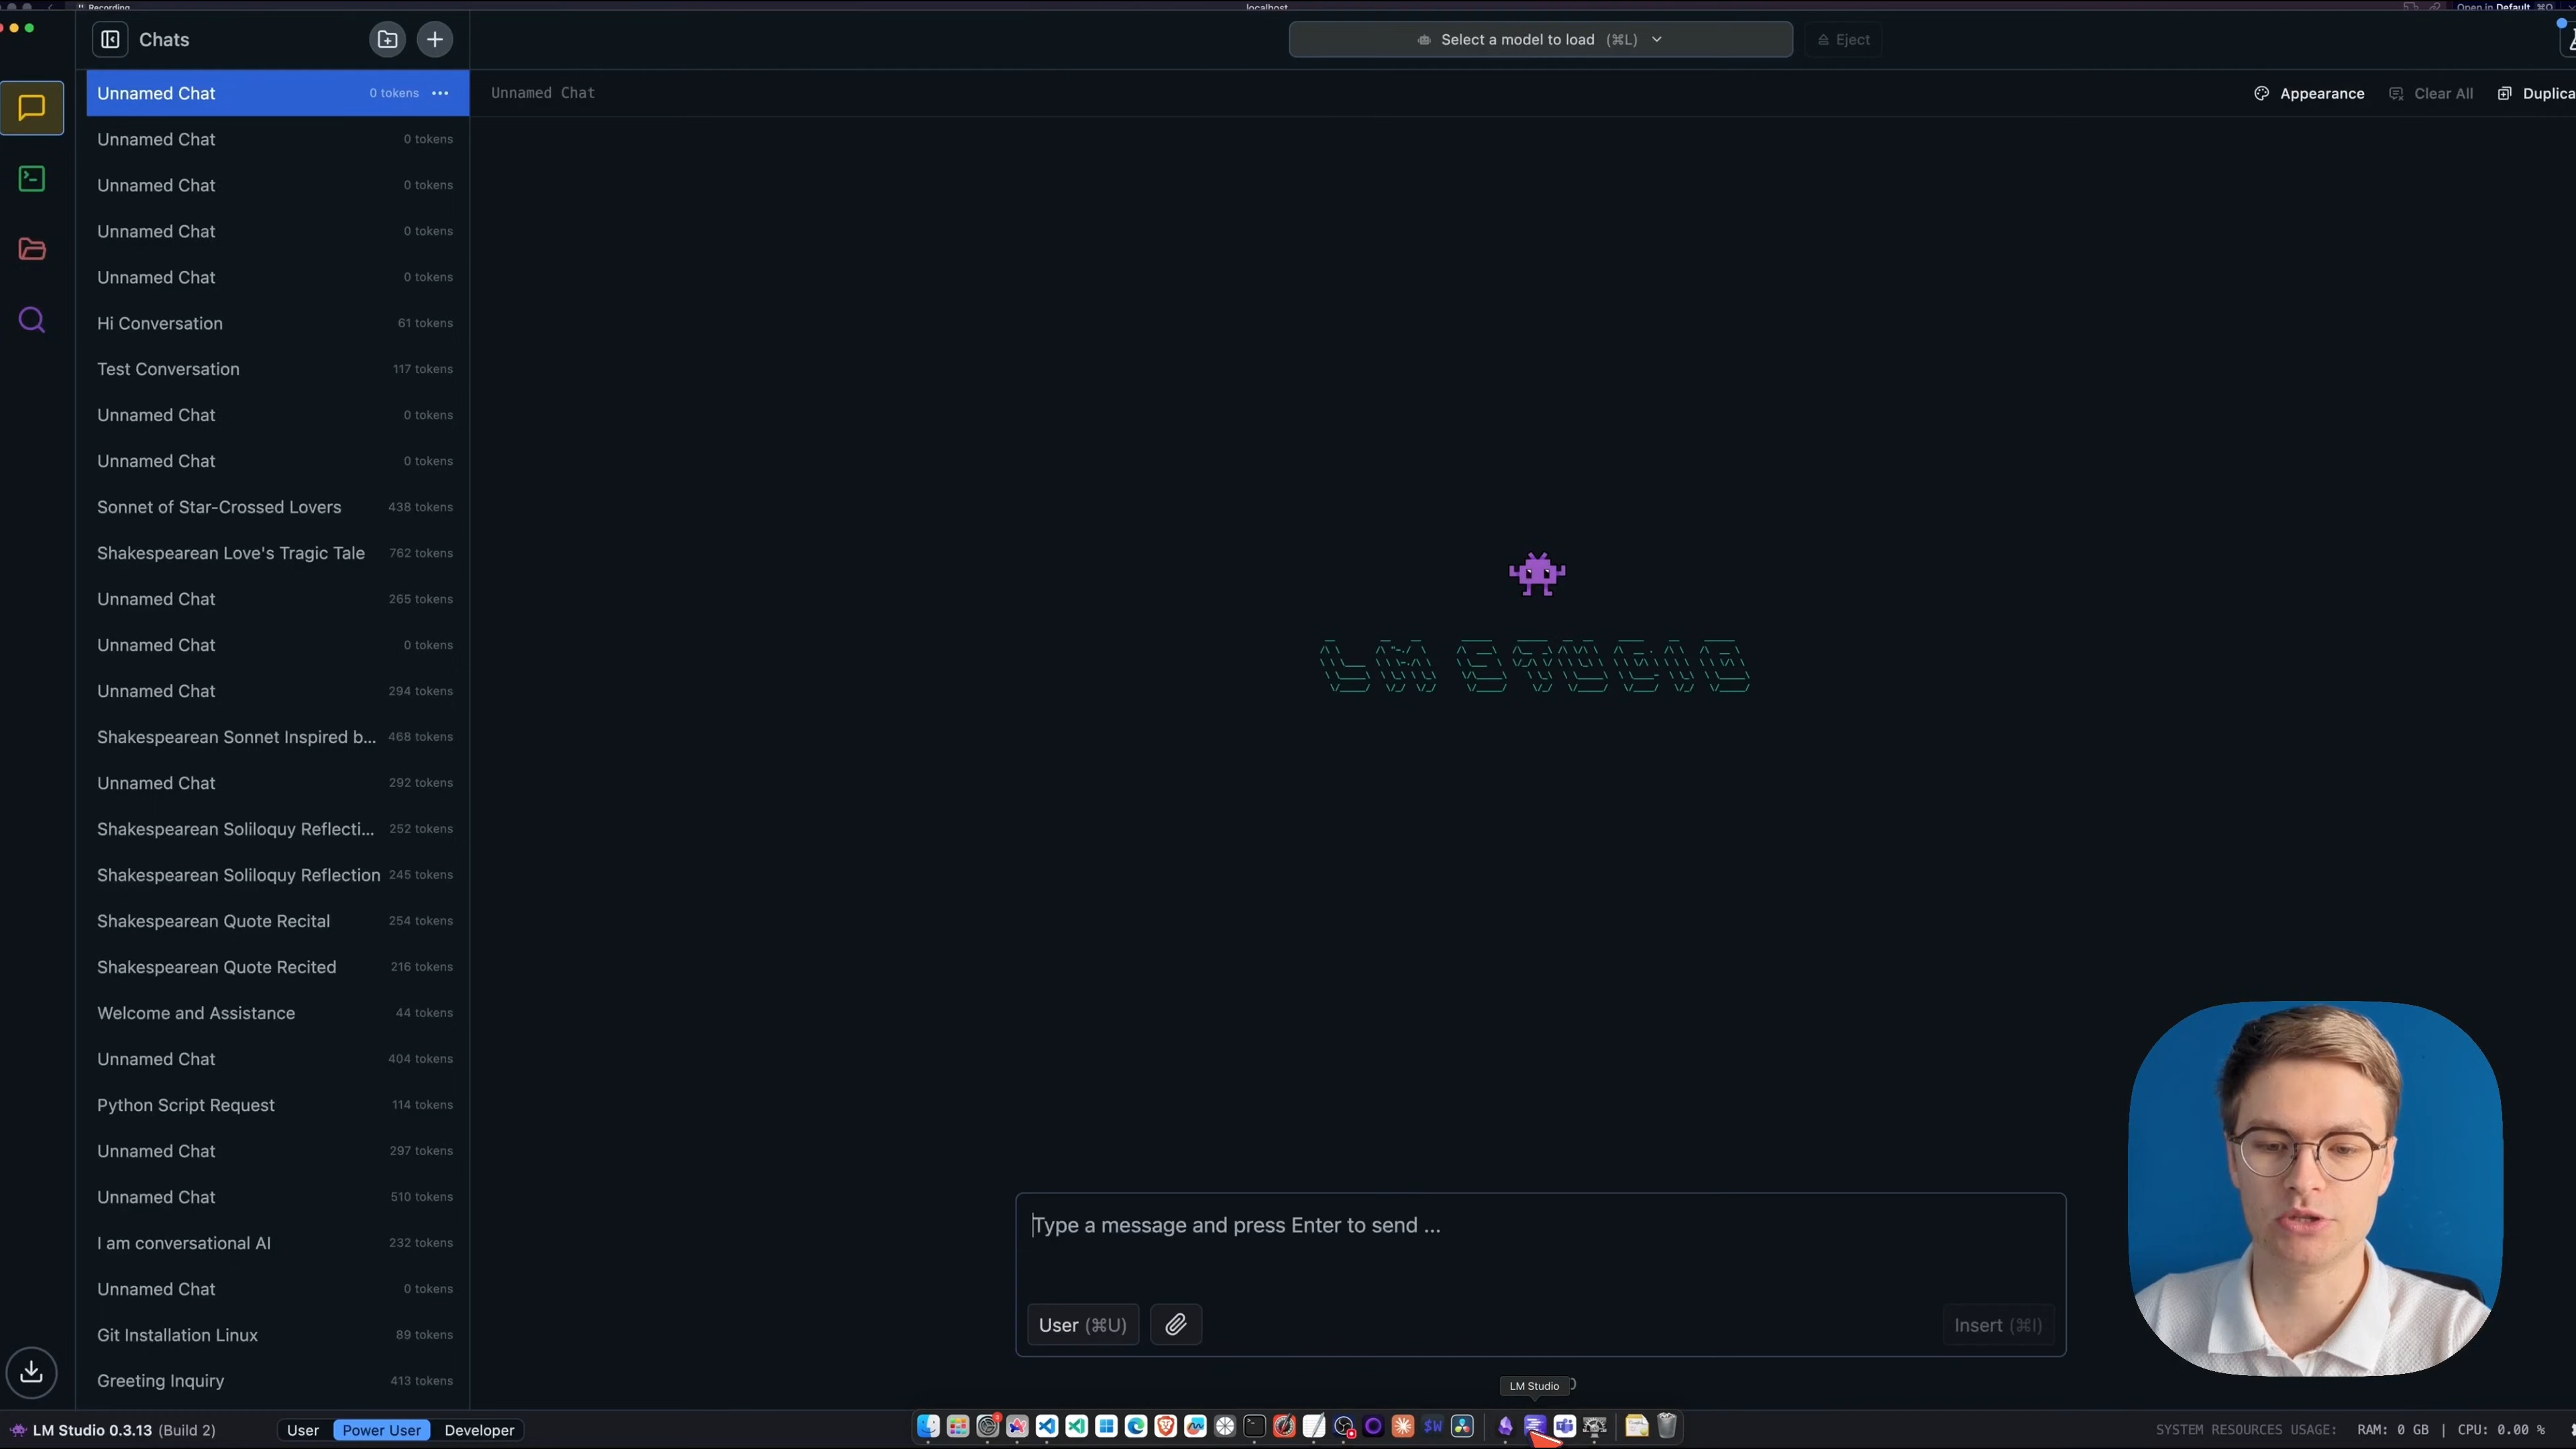 Recording
localhost
Open in Default ⌘O
Chats
Select a model to load (⌘L)
Eject
Unnamed Chat 0 tokens
Unnamed Chat
Appearance
Clear All
Duplica
Unnamed Chat 0 tokens
Unnamed Chat 0 tokens
Unnamed Chat 0 tokens
Unnamed Chat 0 tokens
Hi Conversation 61 tokens
Test Conversation 117 tokens
Unnamed Chat 0 tokens
Unnamed Chat 0 tokens
Sonnet of Star-Crossed Lovers 438 tokens
Shakespearean Love's Tragic Tale 762 tokens
Unnamed Chat 265 tokens
Unnamed Chat 0 tokens
Unnamed Chat 294 tokens
Shakespearean Sonnet Inspired b... 468 tokens
Unnamed Chat 292 tokens
Shakespearean Soliloquy Reflecti... 252 tokens
Shakespearean Soliloquy Reflection 245 tokens
Shakespearean Quote Recital 254 tokens
Shakespearean Quote Recited 216 tokens
Welcome and Assistance 44 tokens
Unnamed Chat 404 tokens
Python Script Request 114 tokens
Unnamed Chat 297 tokens
Unnamed Chat 510 tokens
I am conversational AI 232 tokens
Unnamed Chat 0 tokens
Git Installation Linux 89 tokens
Greeting Inquiry 413 tokens
LM STUDIO
Type a message and press Enter to send ...
User (⌘U)
Insert (⌘I)
LM Studio
LM Studio 0.3.13 (Build 2)
User
Power User
Developer
$W
SYSTEM RESOURCES USAGE: RAM: 0 GB | CPU: 0.00 %